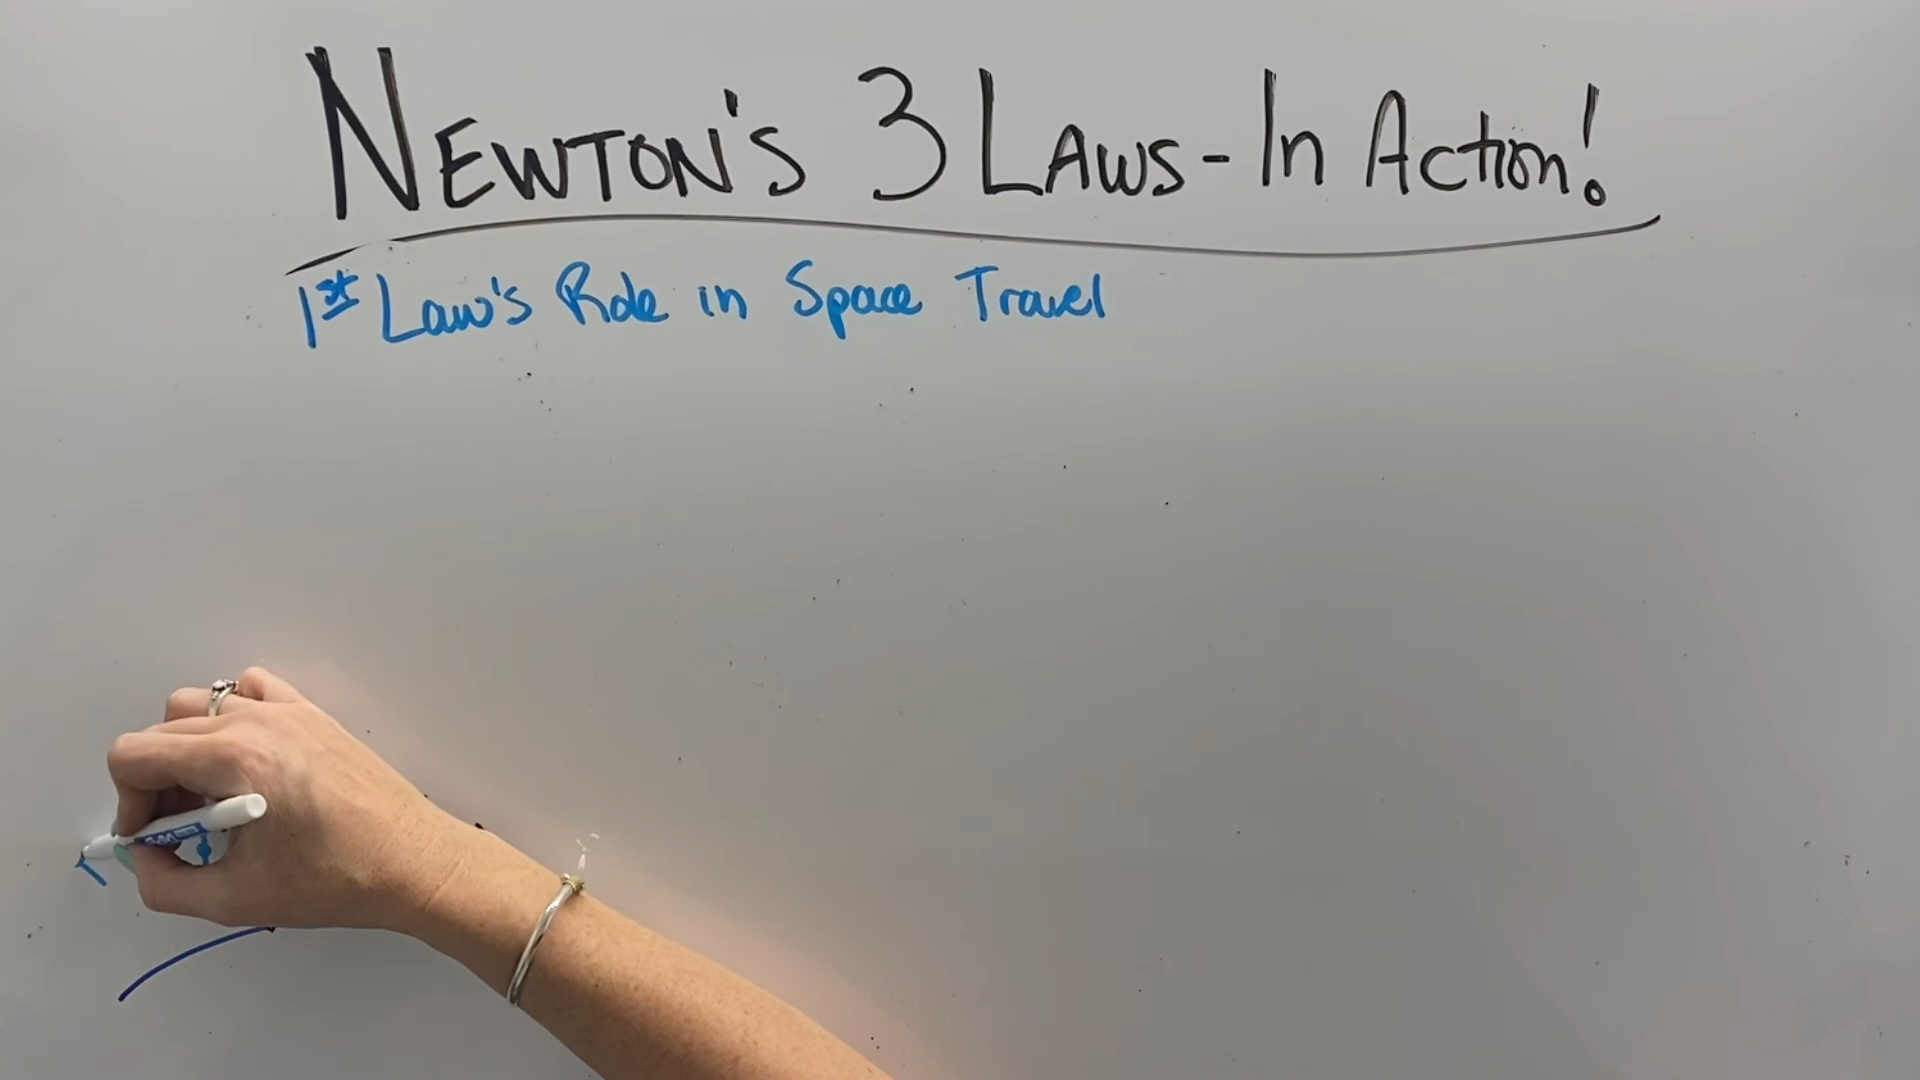 NEWTON'S 3 LAWS - In Action!
1st Law's Role in Space Travel